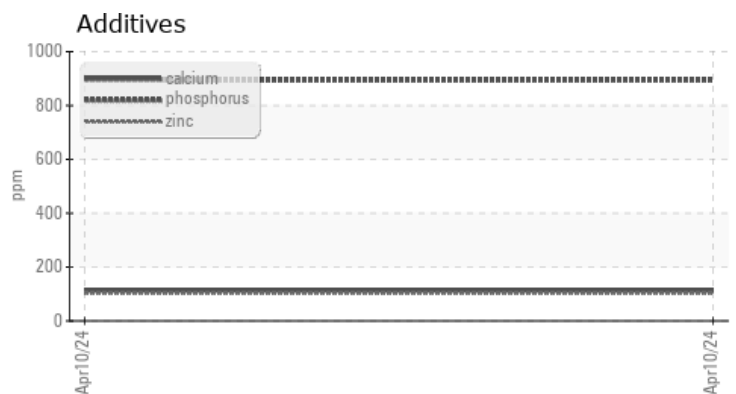 Additives
1000
800
600
400
200
0
ppm
calcium
phosphorus
zinc
Apr10/24
Apr10/24